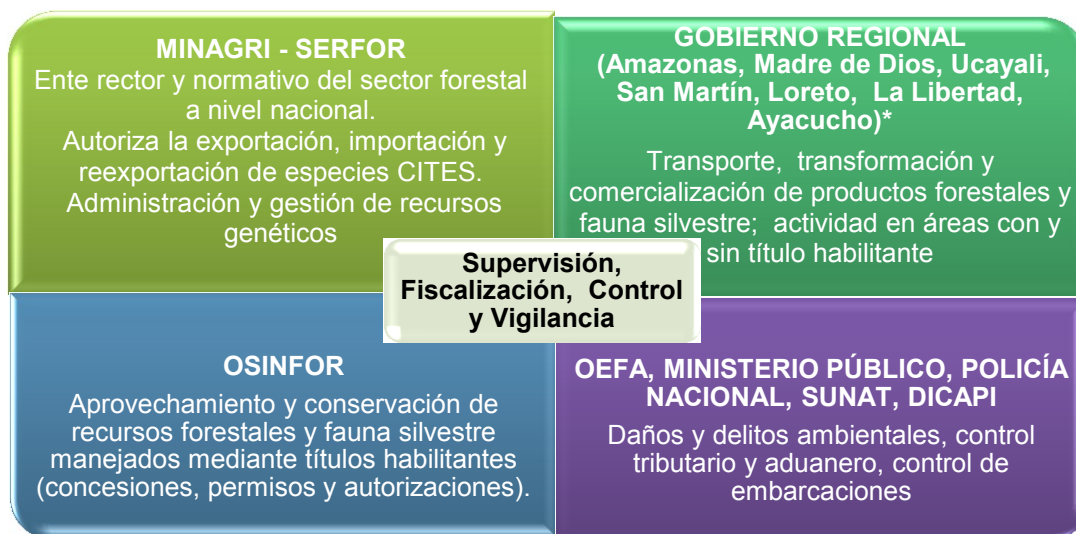 MINAGRI - SERFOR
Ente rector y normativo del sector forestal
a nivel nacional.
Autoriza la exportación, importación y
reexportación de especies CITES.
Administración y gestión de recursos
genéticos
GOBIERNO REGIONAL
(Amazonas, Madre de Dios, Ucayali,
San Martín, Loreto, La Libertad,
Ayacucho)*
Transporte, transformación y
comercialización de productos forestales y
fauna silvestre; actividad en áreas con y
sin título habilitante
Supervisión,
Fiscalización, Control
y Vigilancia
OSINFOR
Aprovechamiento y conservación de
recursos forestales y fauna silvestre
manejados mediante títulos habilitantes
(concesiones, permisos y autorizaciones).
OEFA, MINISTERIO PÚBLICO, POLICÍA
NACIONAL, SUNAT, DICAPI
Daños y delitos ambientales, control
tributario y aduanero, control de
embarcaciones